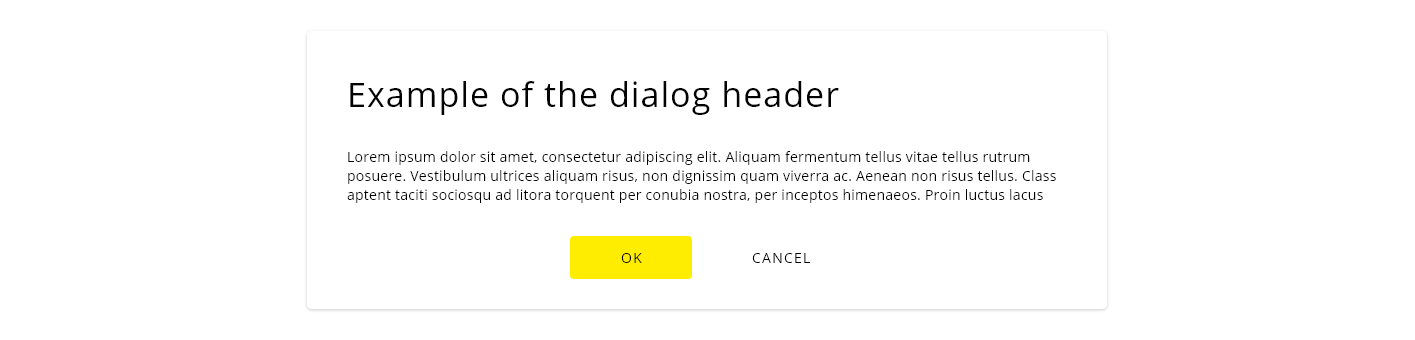 Example of the dialog header
Lorem ipsum dolor sit amet, consectetur adipiscing elit. Aliquam fermentum tellus vitae tellus rutrum
posuere. Vestibulum ultrices aliquam risus, non dignissim quam viverra ac. Aenean non risus tellus. Class
aptent taciti sociosqu ad litora torquent per conubia nostra, per inceptos himenaeos. Proin luctus lacus
OK CANCEL